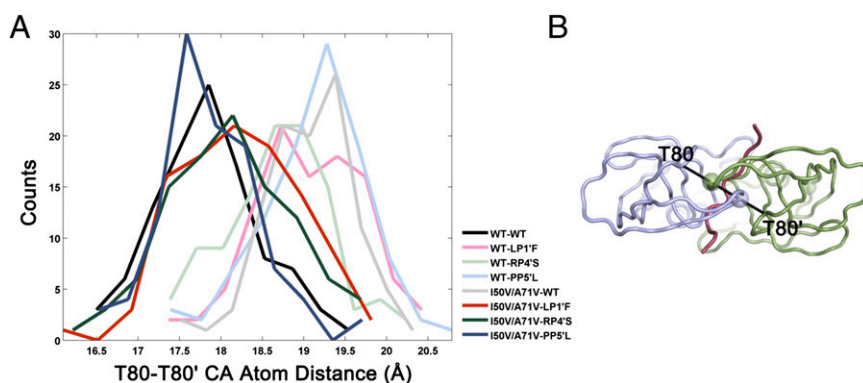 A
30
25
20
15
10
5
0
Counts
16.5 17 17.5 18 18.5 19 19.5 20 20.5
T80-T80' CA Atom Distance (Å)
WT-WT
WT-LP1'F
WT-RP4'S
WT-PP5'L
I50V/A71V-WT
I50V/A71V-LP1'F
I50V/A71V-RP4'S
I50V/A71V-PP5'L
B
T80
T80'